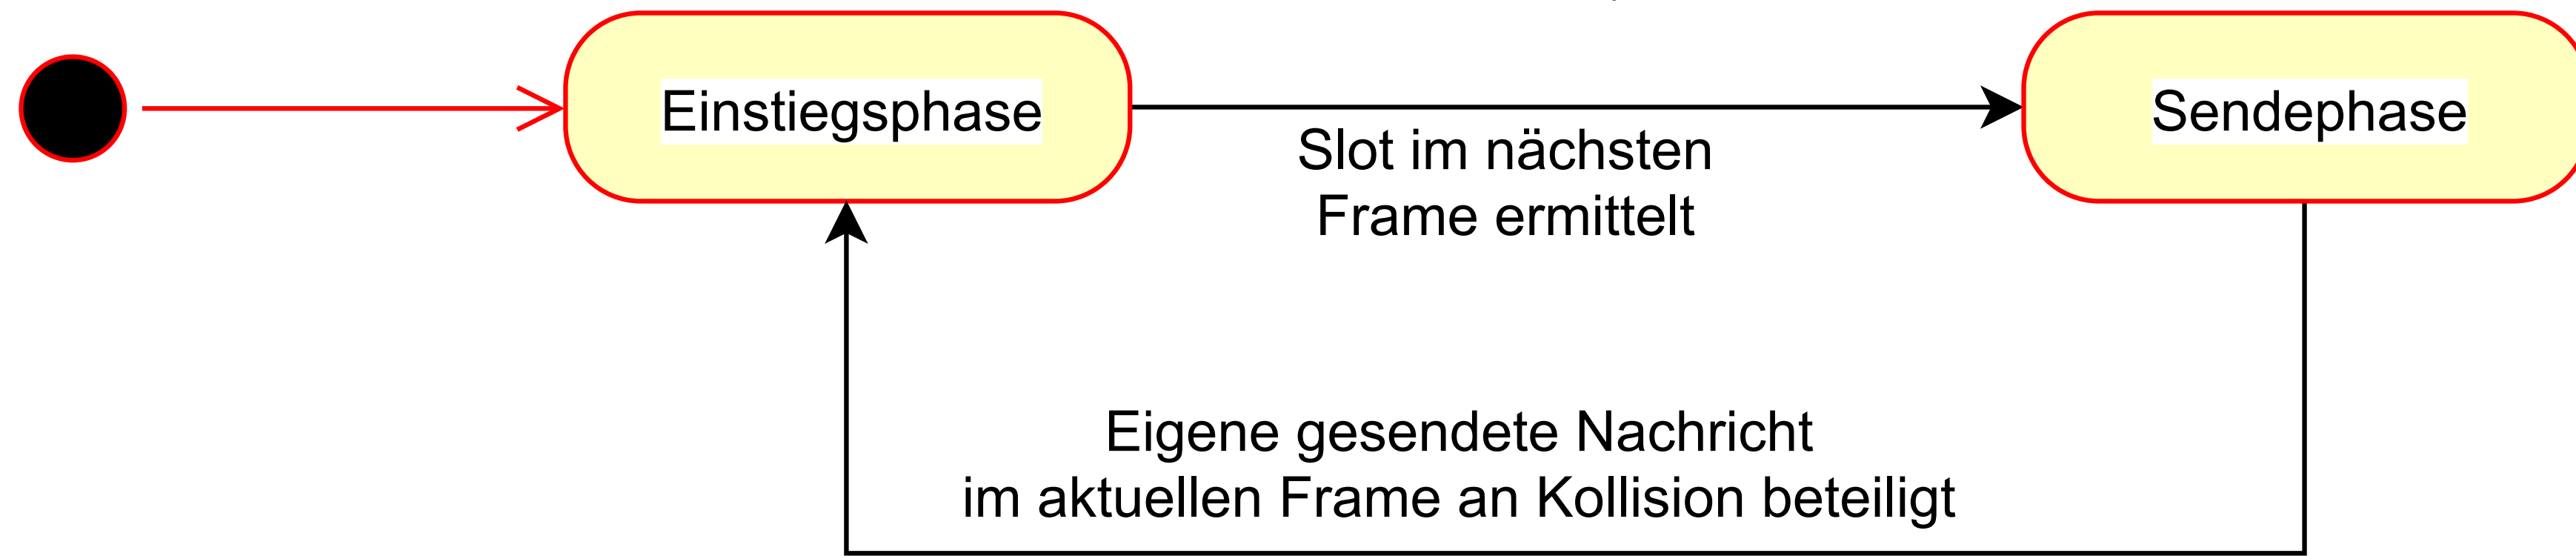 Einstiegsphase
Sendephase
Slot im nächsten
Frame ermittelt
Eigene gesendete Nachricht
im aktuellen Frame an Kollision beteiligt